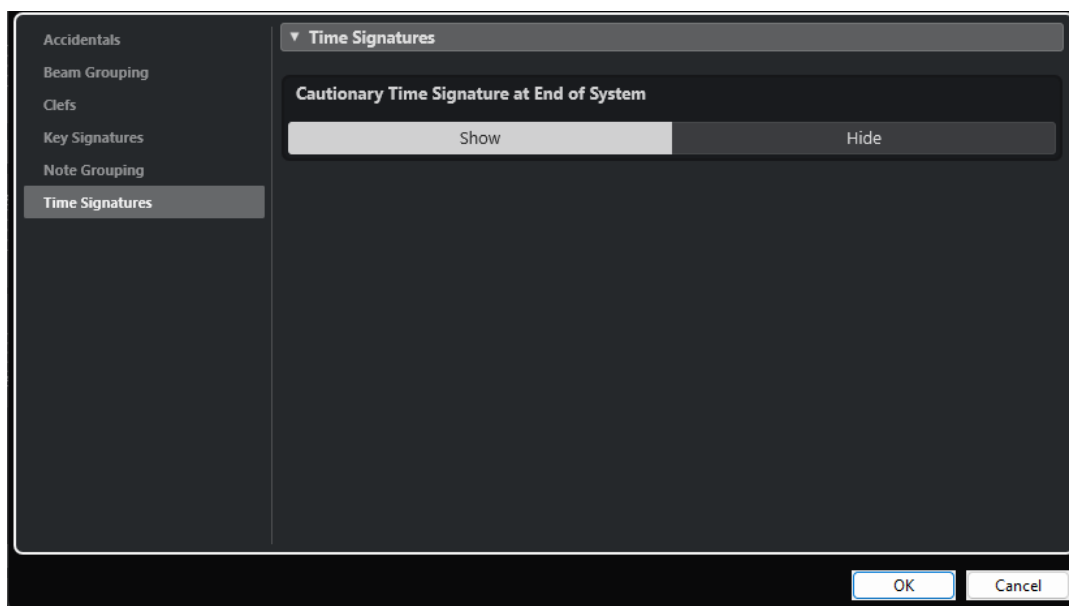 Accidentals
Beam Grouping
Clefs
Key Signatures
Note Grouping
Time Signatures
▼ Time Signatures
Cautionary Time Signature at End of System
Show
Hide
OK
Cancel